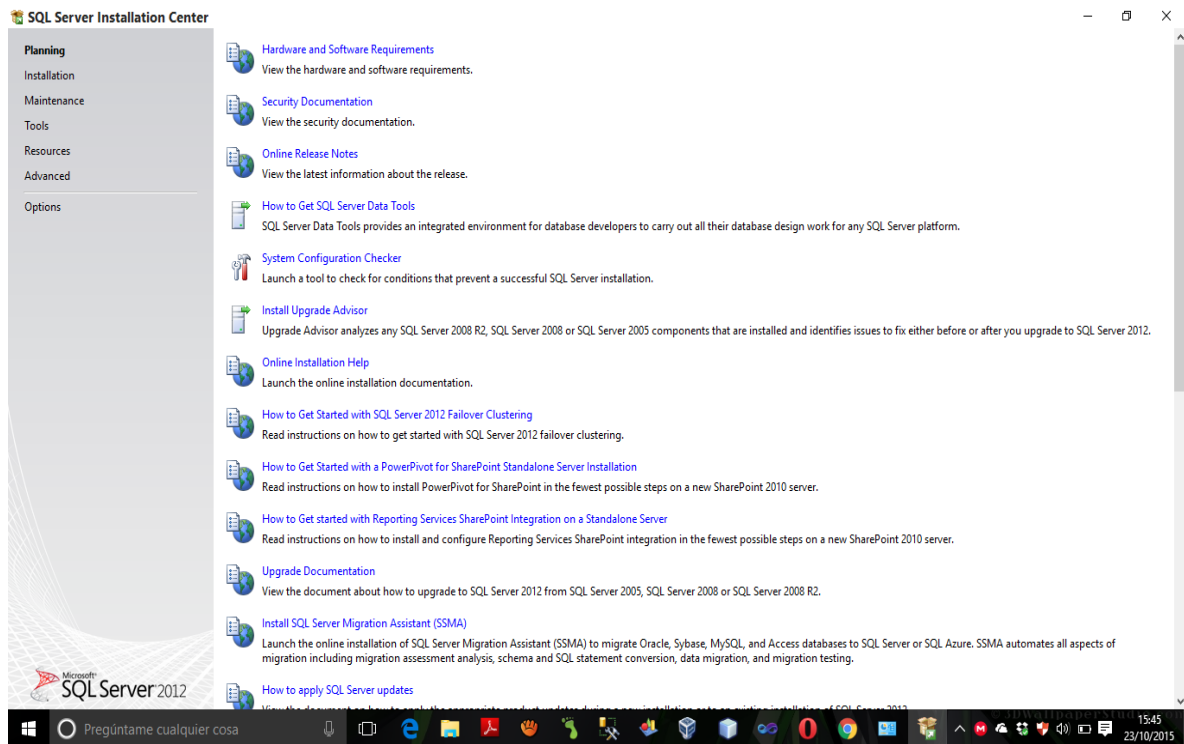 SQL Server Installation Center
Planning
Installation
Maintenance
Tools
Resources
Advanced
Options
Hardware and Software Requirements
View the hardware and software requirements.
Security Documentation
View the security documentation.
Online Release Notes
View the latest information about the release.
How to Get SQL Server Data Tools
SQL Server Data Tools provides an integrated environment for database developers to carry out all their database design work for any SQL Server platform.
System Configuration Checker
Launch a tool to check for conditions that prevent a successful SQL Server installation.
Install Upgrade Advisor
Upgrade Advisor analyzes any SQL Server 2008 R2, SQL Server 2008 or SQL Server 2005 components that are installed and identifies issues to fix either before or after you upgrade to SQL Server 2012.
Online Installation Help
Launch the online installation documentation.
How to Get Started with SQL Server 2012 Failover Clustering
Read instructions on how to get started with SQL Server 2012 failover clustering.
How to Get Started with a PowerPivot for SharePoint Standalone Server Installation
Read instructions on how to install PowerPivot for SharePoint in the fewest possible steps on a new SharePoint 2010 server.
How to Get started with Reporting Services SharePoint Integration on a Standalone Server
Read instructions on how to install and configure Reporting Services SharePoint integration in the fewest possible steps on a new SharePoint 2010 server.
Upgrade Documentation
View the document about how to upgrade to SQL Server 2012 from SQL Server 2005, SQL Server 2008 or SQL Server 2008 R2.
Install SQL Server Migration Assistant (SSMA)
Launch the online installation of SQL Server Migration Assistant (SSMA) to migrate Oracle, Sybase, MySQL, and Access databases to SQL Server or SQL Azure. SSMA automates all aspects of
migration including migration assessment analysis, schema and SQL statement conversion, data migration, and migration testing.
How to apply SQL Server updates
Microsoft
SQL Server 2012
Pregúntame cualquier cosa
15:45
23/10/2015